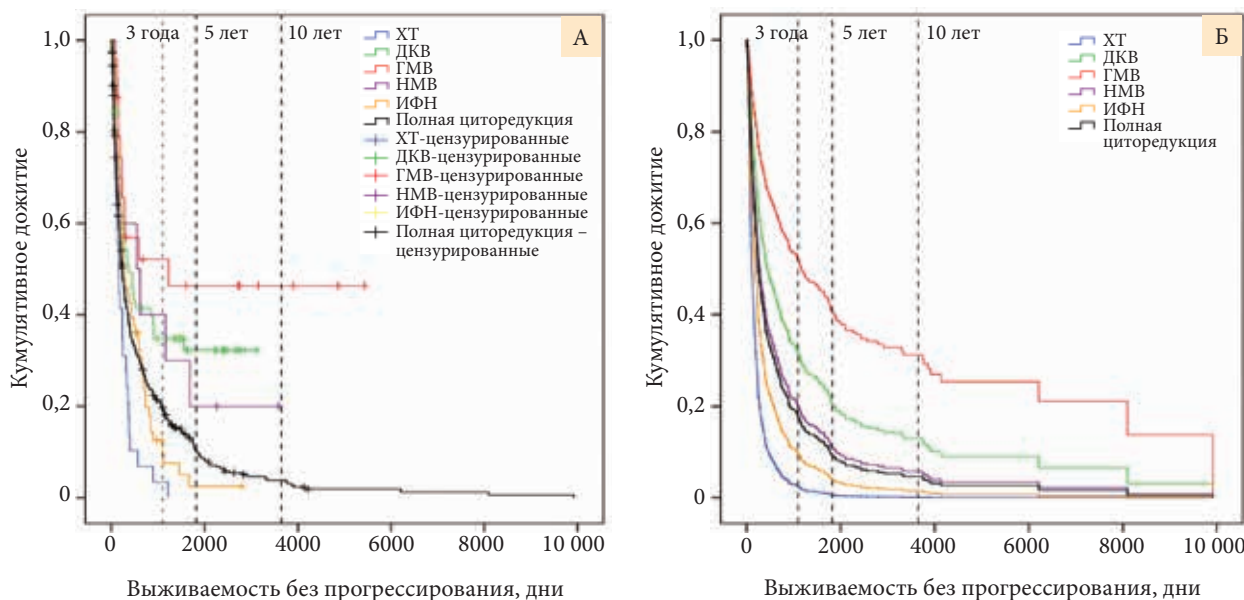 А
3 года
5 лет
10 лет
ХТ
ДКВ
ГМВ
НМВ
ИФН
Полная циторедукция
ХТ-цензурированные
ДКВ-цензурированные
ГМВ-цензурированные
НМВ-цензурированные
ИФН-цензурированные
Полная циторедукция –
цензурированные
Кумулятивное дожитие
1,0
0,8
0,6
0,4
0,2
0
0
2000
4000
6000
8000
10 000
Выживаемость без прогрессирования, дни
Б
3 года
5 лет
10 лет
ХТ
ДКВ
ГМВ
НМВ
ИФН
Полная
циторедукция
Кумулятивное дожитие
1,0
0,8
0,6
0,4
0,2
0
0
2000
4000
6000
8000
10 000
Выживаемость без прогрессирования, дни